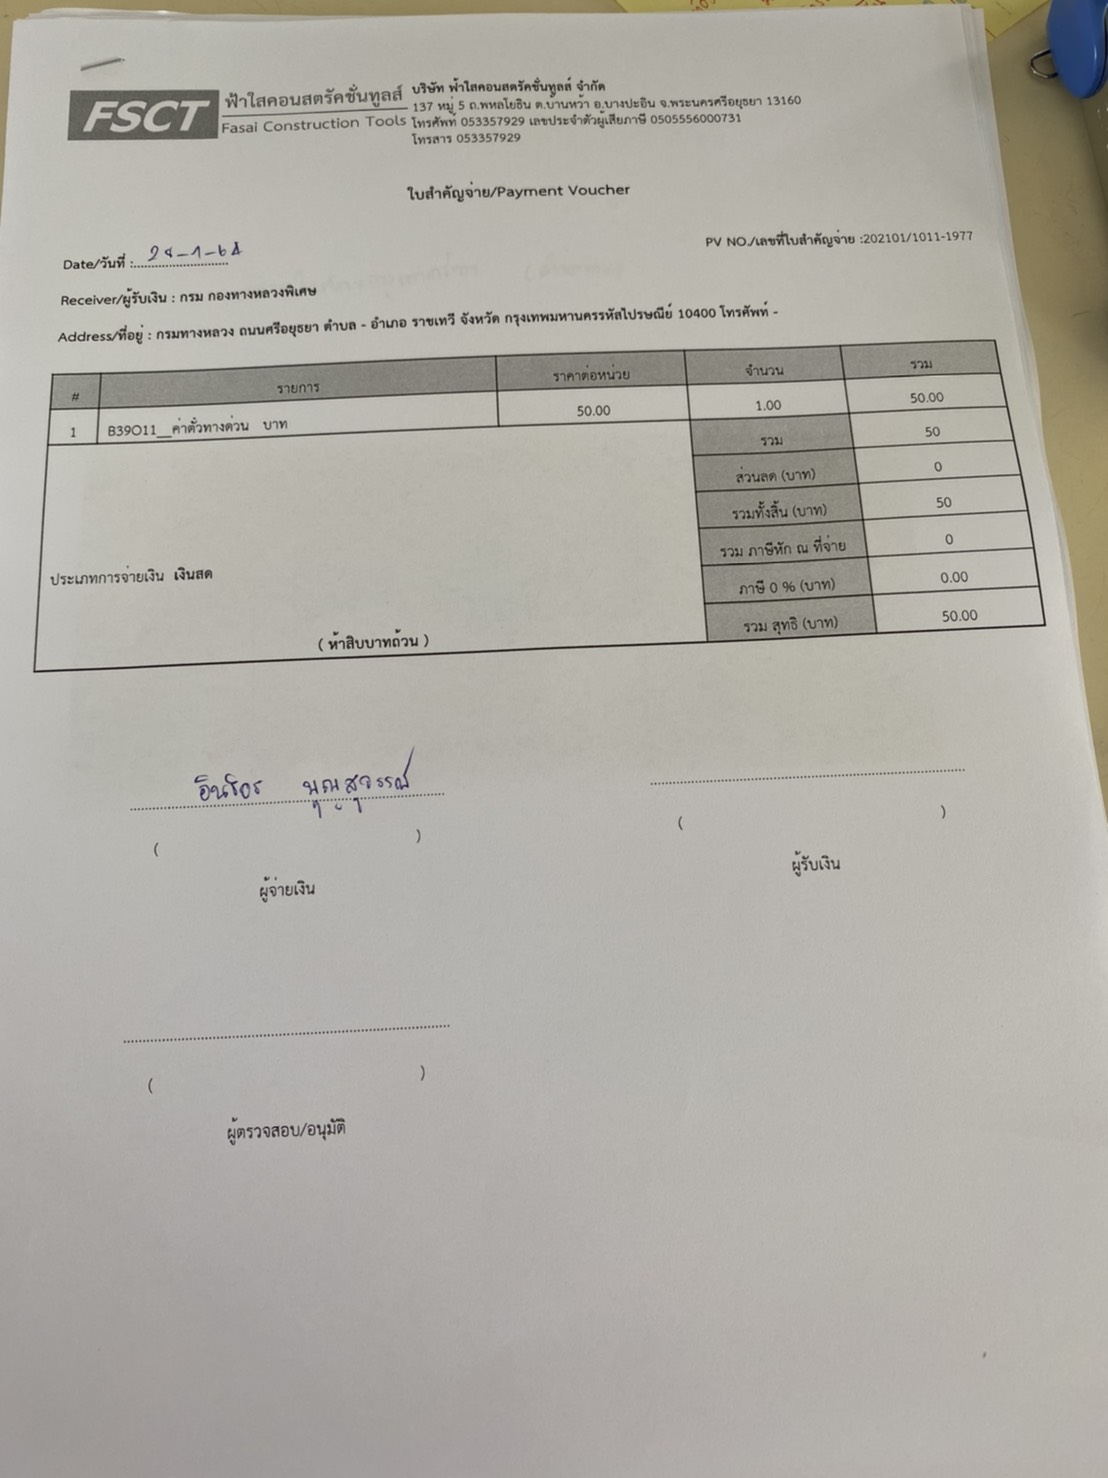 FSCT
ฟ้าใสคอนสตรัคชั่นทูลส์
Fasai Construction Tools
บริษัท ฟ้าใสคอนสตรัคชั่นทูลส์ จำกัด
137 หมู่ 5 ถ.พหลโยธิน ต.บ้านหว้า อ.บางปะอิน จ.พระนครศรีอยุธยา 13160
โทรศัพท์ 053357929 เลขประจำตัวผู้เสียภาษี 0505556000731
โทรสาร 053357929
ใบสำคัญจ่าย/Payment Voucher
PV NO./เลขที่ใบสำคัญจ่าย :202101/1011-1977
Date/วันที่ :
Receiver/ผู้รับเงิน : กรม กองทางหลวงพิเศษ
Address/ที่อยู่ : กรมทางหลวง ถนนศรีอยุธยา ตำบล - อำเภอ ราชเทวี จังหวัด กรุงเทพมหานครรหัสไปรษณีย์ 10400 โทรศัพท์ -
# รายการ ราคาต่อหน่วย จำนวน รวม
1 B39O11__ค่าตั๋วทางด่วน บาท 50.00 1.00 50.00
รวม 50
ส่วนลด (บาท) 0
รวมทั้งสิ้น (บาท) 50
รวม ภาษีหัก ณ ที่จ่าย 0
ประเภทการจ่ายเงิน เงินสด
ภาษี 0 % (บาท) 0.00
( ห้าสิบบาทถ้วน )
รวม สุทธิ (บาท) 50.00
( )
ผู้จ่ายเงิน
( )
ผู้รับเงิน
( )
ผู้ตรวจสอบ/อนุมัติ